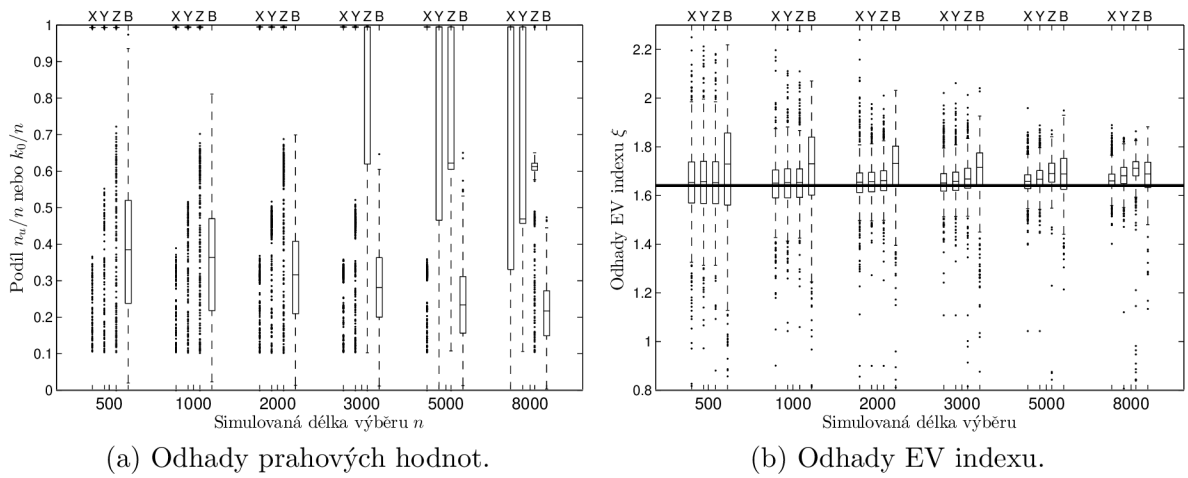 X Y Z B X Y Z B X Y Z B X Y Z B X Y Z B X Y Z B
1
0.9
0.8
0.7
0.6
0.5
0.4
0.3
0.2
0.1
0
Podíl n_u/n nebo k_0/n
500 1000 2000 3000 5000 8000
Simulovaná délka výběru n
(a) Odhady prahových hodnot.
X Y Z B X Y Z B X Y Z B X Y Z B X Y Z B X Y Z B
2.2
2
1.8
1.6
1.4
1.2
1
0.8
Odhady EV indexu ξ
500 1000 2000 3000 5000 8000
Simulovaná délka výběru
(b) Odhady EV indexu.